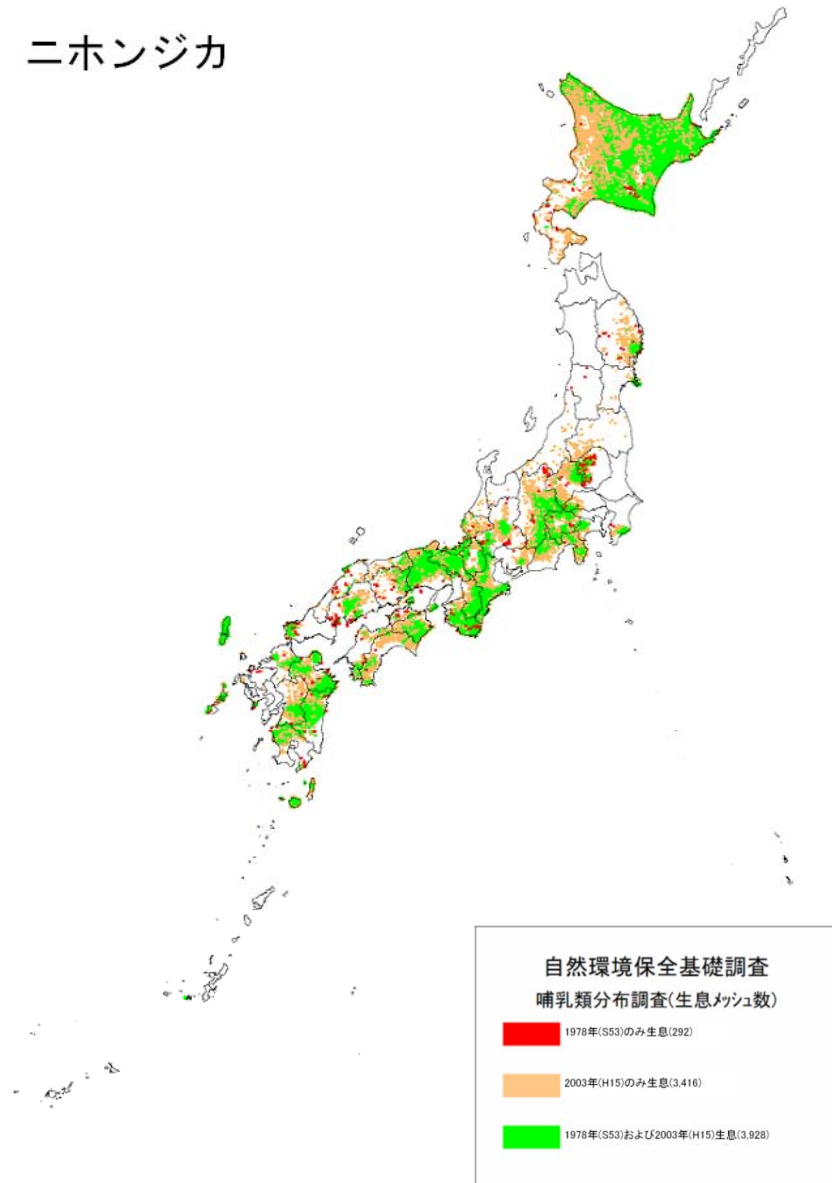 ニホンジカ
自然環境保全基礎調査
哺乳類分布調査(生息メッシュ数)
1978年(S53)のみ生息(292)
2003年(H15)のみ生息(3,416)
1978年(S53)および2003年(H15)生息(3,928)